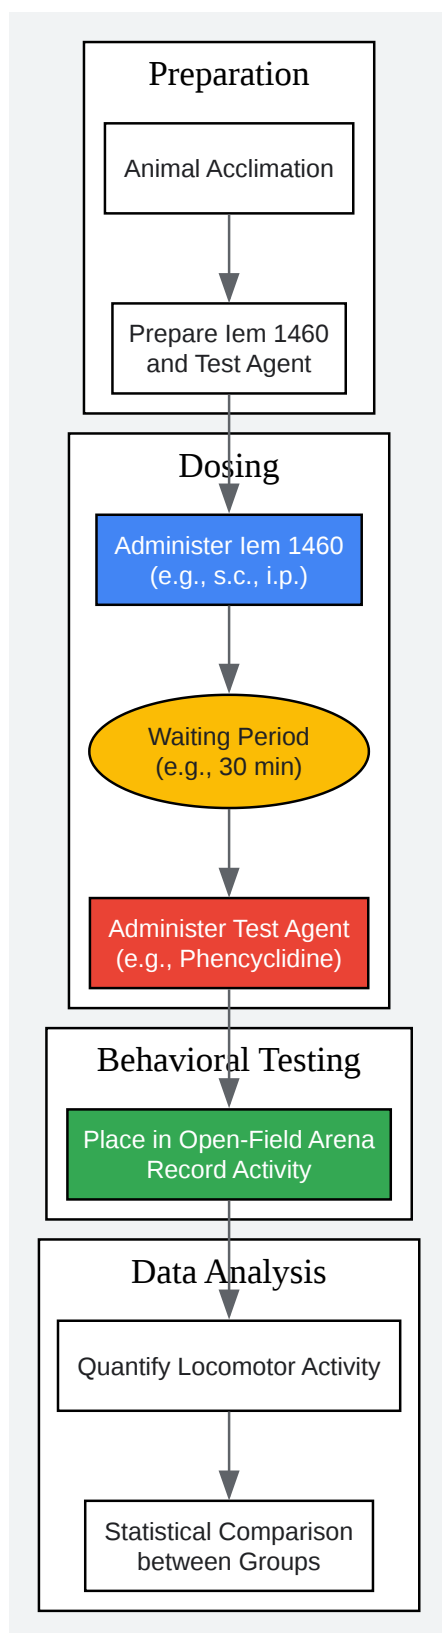 Preparation
Animal Acclimation
Prepare Iem 1460
and Test Agent
Dosing
Administer Iem 1460
(e.g., s.c., i.p.)
Waiting Period
(e.g., 30 min)
Administer Test Agent
(e.g., Phencyclidine)
Behavioral Testing
Place in Open-Field Arena
Record Activity
Data Analysis
Quantify Locomotor Activity
Statistical Comparison
between Groups